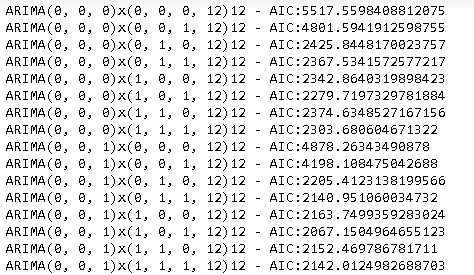 ARIMA(0, 0, 0)x(0, 0, 0, 12)12 - AIC:5517.5598408812075
ARIMA(0, 0, 0)x(0, 0, 1, 12)12 - AIC:4801.5941912598755
ARIMA(0, 0, 0)x(0, 1, 0, 12)12 - AIC:2425.8448170023757
ARIMA(0, 0, 0)x(0, 1, 1, 12)12 - AIC:2367.5341572577217
ARIMA(0, 0, 0)x(1, 0, 0, 12)12 - AIC:2342.8640319898423
ARIMA(0, 0, 0)x(1, 0, 1, 12)12 - AIC:2279.7197329781884
ARIMA(0, 0, 0)x(1, 1, 0, 12)12 - AIC:2374.6348527167156
ARIMA(0, 0, 0)x(1, 1, 1, 12)12 - AIC:2303.680604671322
ARIMA(0, 0, 1)x(0, 0, 0, 12)12 - AIC:4878.26343490878
ARIMA(0, 0, 1)x(0, 0, 1, 12)12 - AIC:4198.108475042688
ARIMA(0, 0, 1)x(0, 1, 0, 12)12 - AIC:2205.4123138199566
ARIMA(0, 0, 1)x(0, 1, 1, 12)12 - AIC:2140.951060034732
ARIMA(0, 0, 1)x(1, 0, 0, 12)12 - AIC:2163.7499359283024
ARIMA(0, 0, 1)x(1, 0, 1, 12)12 - AIC:2067.1504964655123
ARIMA(0, 0, 1)x(1, 1, 0, 12)12 - AIC:2152.469786781711
ARIMA(0, 0, 1)x(1, 1, 1, 12)12 - AIC:2142.0124982688703